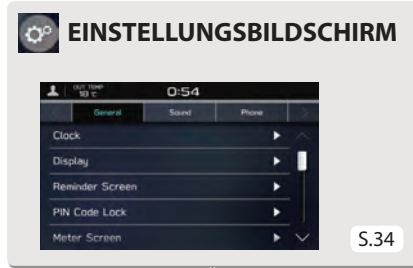 EINSTELLUNGSBILDSCHIRM
OUT TEMP
18 °C
0:54
General Sound Phone
Clock
Display
Reminder Screen
PIN Code Lock
Meter Screen
S.34